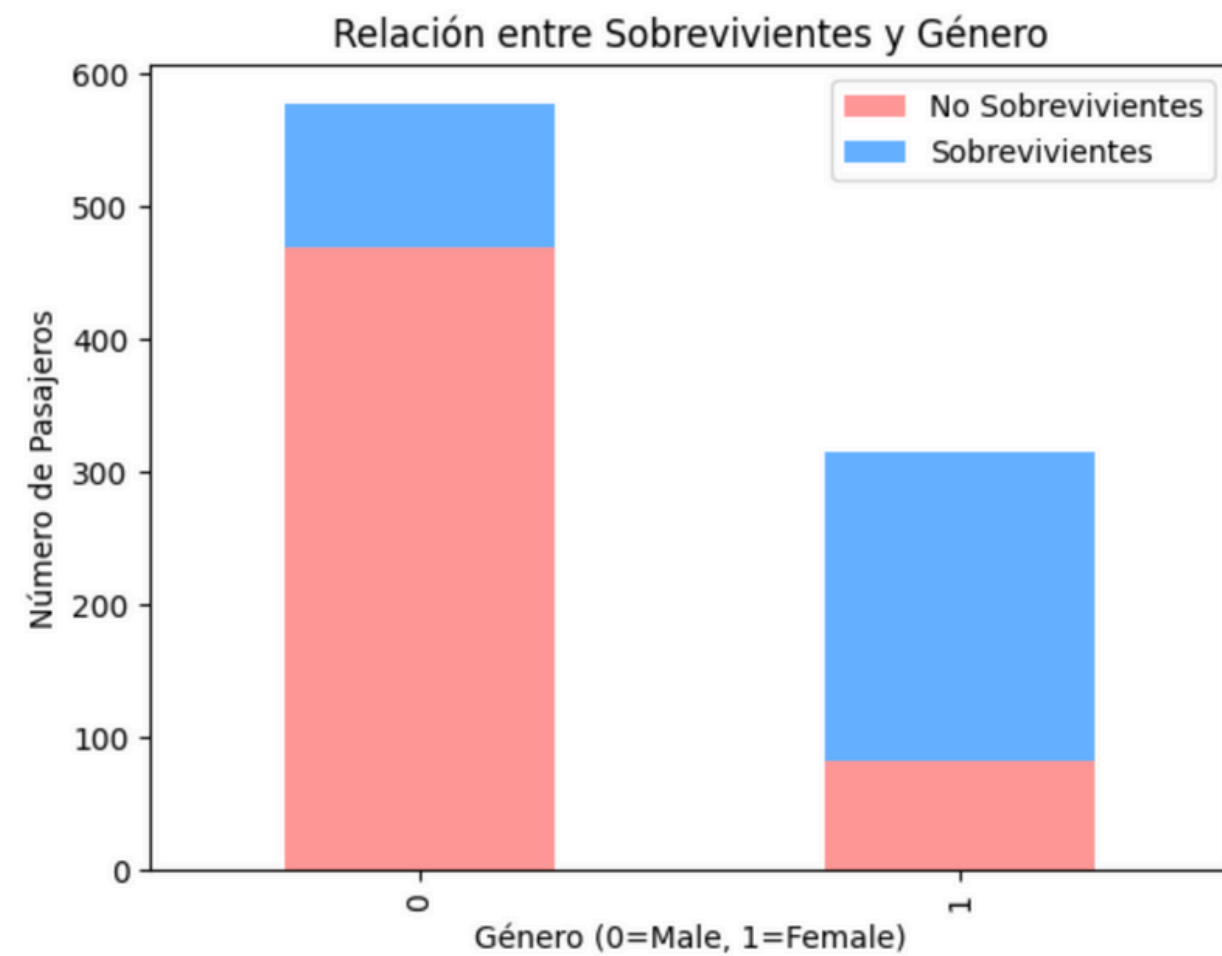 Relación entre Sobrevivientes y Género
No Sobrevivientes
Sobrevivientes
Número de Pasajeros
600
500
400
300
200
100
0
0
1
Género (0=Male, 1=Female)